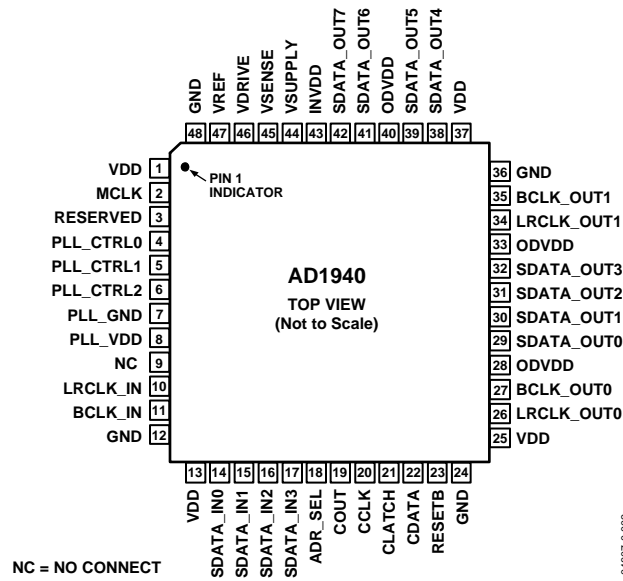 GND
VREF
VDRIVE
VSENSE
VSUPPLY
INVDD
SDATA_OUT7
SDATA_OUT6
ODVDD
SDATA_OUT5
SDATA_OUT4
VDD
48 47 46 45 44 43 42 41 40 39 38 37
VDD 1
MCLK 2
RESERVED 3
PLL_CTRL0 4
PLL_CTRL1 5
PLL_CTRL2 6
PLL_GND 7
PLL_VDD 8
NC 9
LRCLK_IN 10
BCLK_IN 11
GND 12
PIN 1
INDICATOR
AD1940
TOP VIEW
(Not to Scale)
36 GND
35 BCLK_OUT1
34 LRCLK_OUT1
33 ODVDD
32 SDATA_OUT3
31 SDATA_OUT2
30 SDATA_OUT1
29 SDATA_OUT0
28 ODVDD
27 BCLK_OUT0
26 LRCLK_OUT0
25 VDD
13 14 15 16 17 18 19 20 21 22 23 24
VDD
SDATA_IN0
SDATA_IN1
SDATA_IN2
SDATA_IN3
ADR_SEL
COUT
CCLK
CLATCH
CDATA
RESETB
GND
NC = NO CONNECT